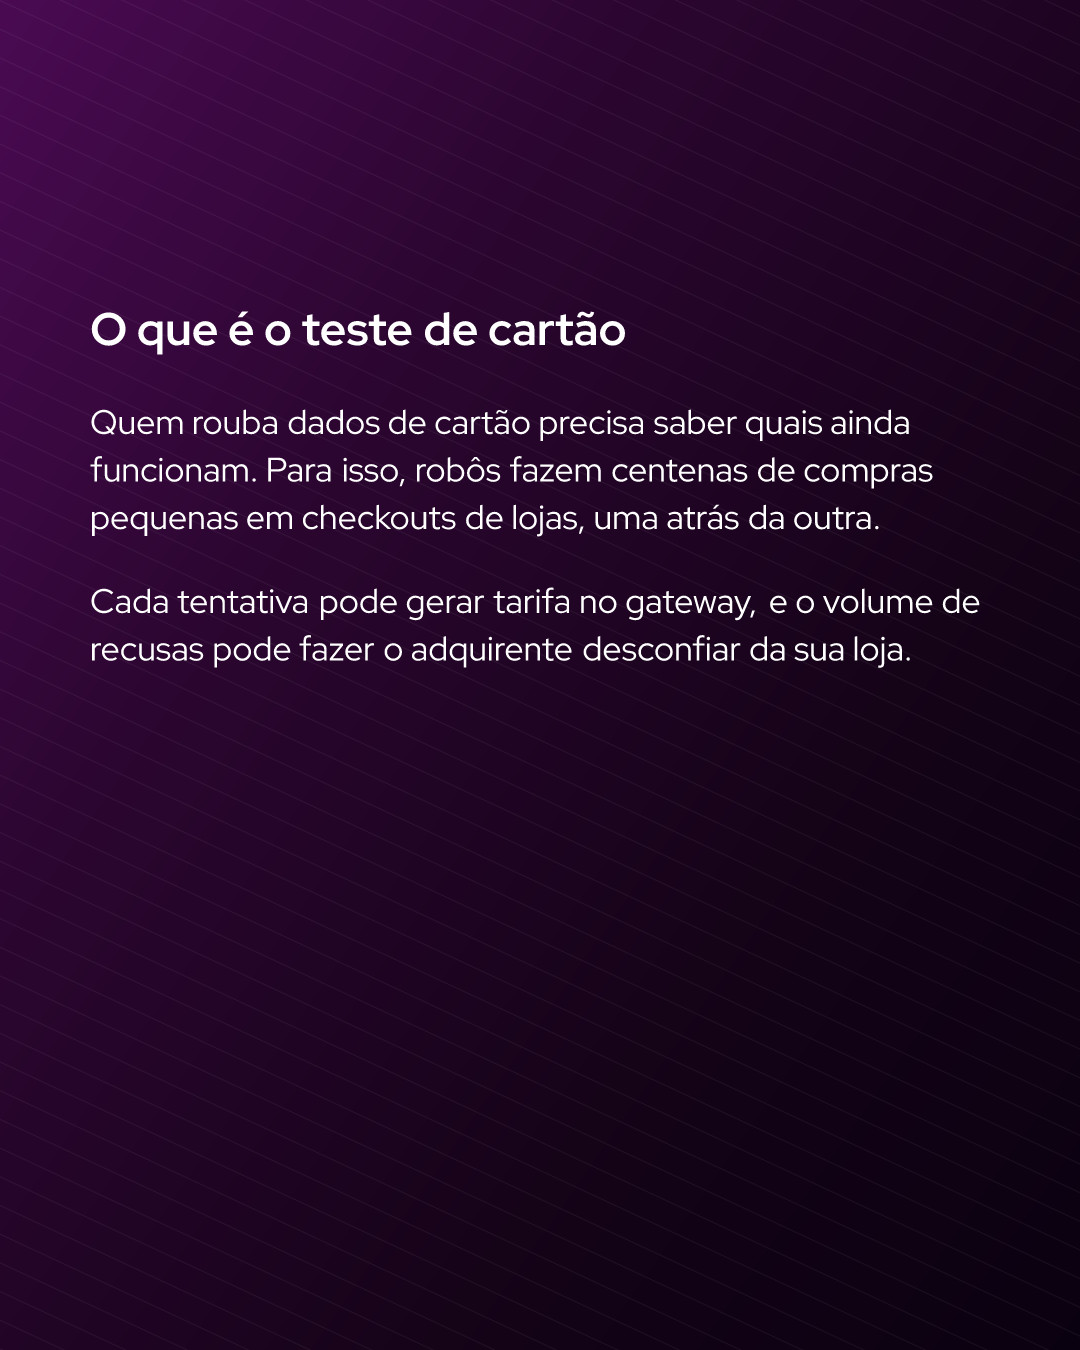 O que é o teste de cartão
Quem rouba dados de cartão precisa saber quais ainda
funcionam. Para isso, robôs fazem centenas de compras
pequenas em checkouts de lojas, uma atrás da outra.
Cada tentativa pode gerar tarifa no gateway, e o volume de
recusas pode fazer o adquirente desconfiar da sua loja.